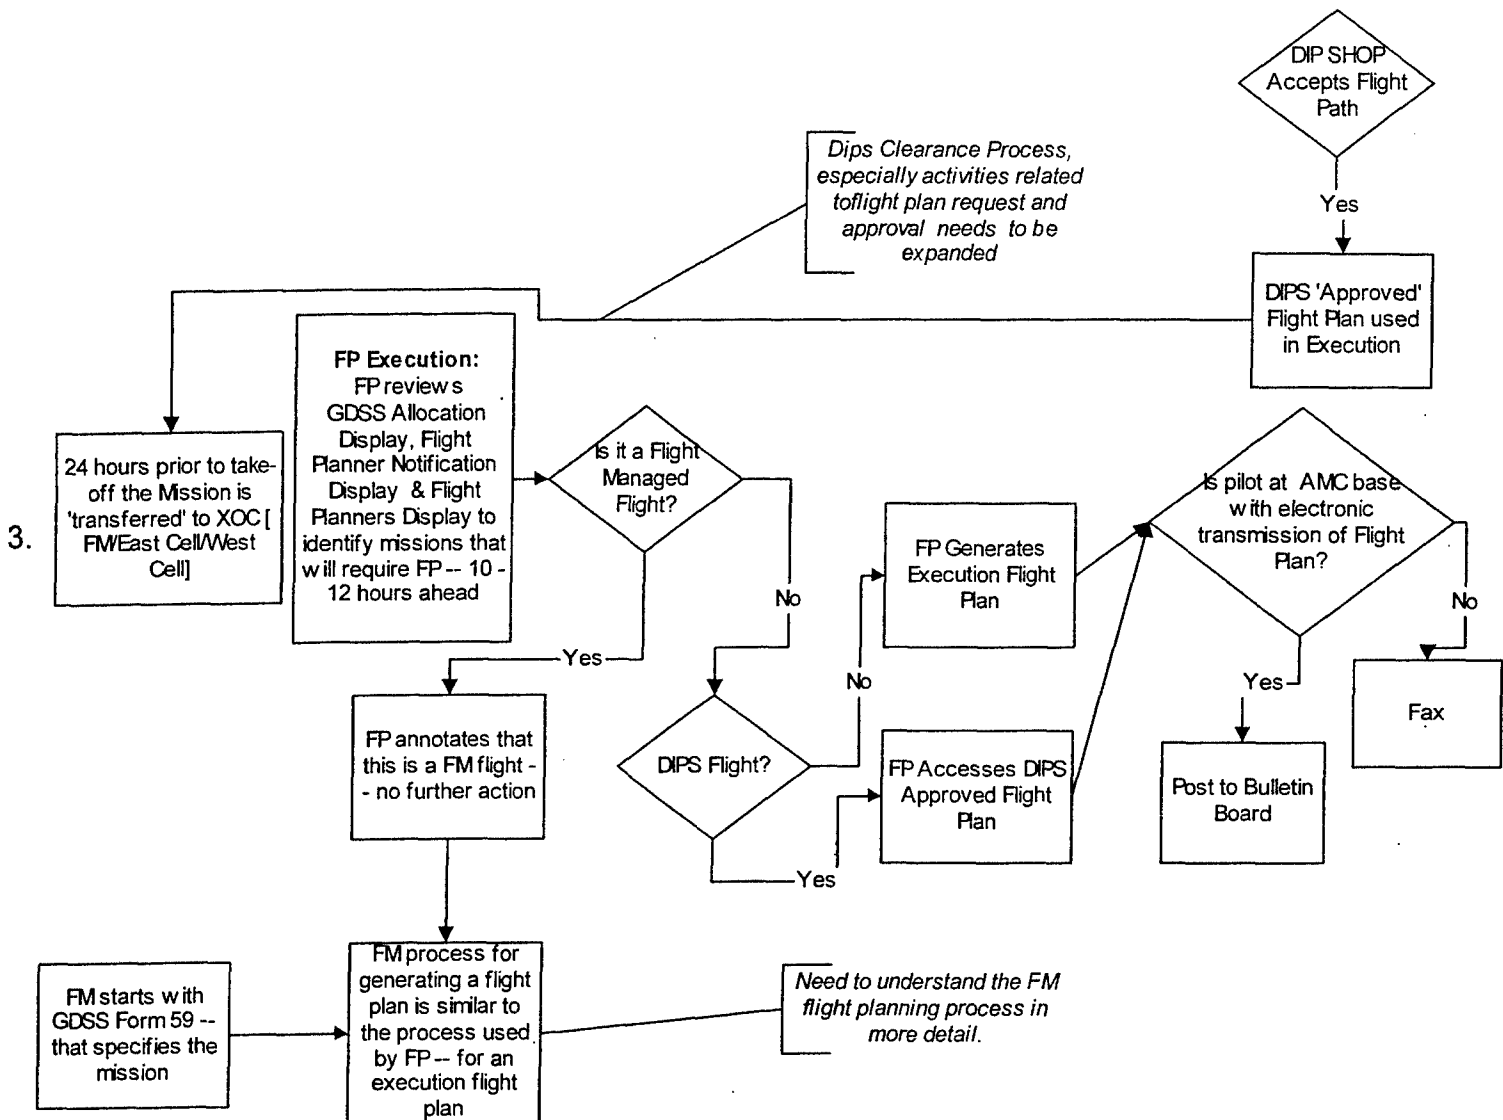 DIP SHOP
Accepts Flight
Path
Yes
DIPS 'Approved'
Flight Plan used
in Execution
Dips Clearance Process,
especially activities related
toflight plan request and
approval needs to be
expanded
3.
24 hours prior to take-
off the Mission is
'transferred' to XOC [
FM/East Cell/West
Cell]
FP Execution:
FP reviews
GDSS Allocation
Display, Flight
Planner Notification
Display & Flight
Planners Display to
identify missions that
will require FP -- 10 -
12 hours ahead
Is it a Flight
Managed
Flight?
No
Yes
FP annotates that
this is a FM flight -
- no further action
DIPS Flight?
No
Yes
FP Generates
Execution Flight
Plan
FP Accesses DIPS
Approved Flight
Plan
Is pilot at AMC base
with electronic
transmission of Flight
Plan?
No
Yes
Fax
Post to Bulletin
Board
FM starts with
GDSS Form 59 --
that specifies the
mission
FM process for
generating a flight
plan is similar to
the process used
by FP -- for an
execution flight
plan
Need to understand the FM
flight planning process in
more detail.